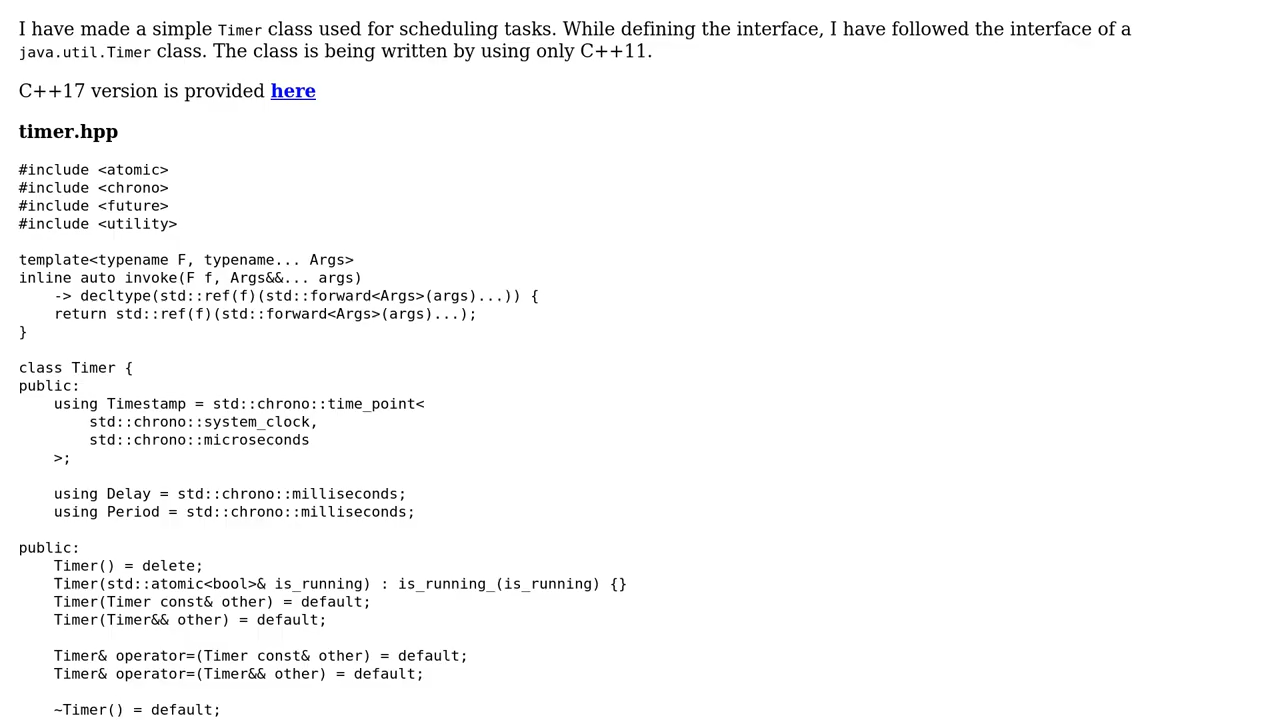 I have made a simple Timer class used for scheduling tasks. While defining the interface, I have followed the interface of a
java.util.Timer class. The class is being written by using only C++11.
C++17 version is provided here
timer.hpp
#include <atomic>
#include <chrono>
#include <future>
#include <utility>
template<typename F, typename... Args>
inline auto invoke(F f, Args&&... args)
    -> decltype(std::ref(f)(std::forward<Args>(args)...)) {
    return std::ref(f)(std::forward<Args>(args)...);
}
class Timer {
public:
    using Timestamp = std::chrono::time_point<
        std::chrono::system_clock,
        std::chrono::microseconds
    >;
    using Delay = std::chrono::milliseconds;
    using Period = std::chrono::milliseconds;
public:
    Timer() = delete;
    Timer(std::atomic<bool>& is_running) : is_running_(is_running) {}
    Timer(Timer const& other) = default;
    Timer(Timer&& other) = default;
    Timer& operator=(Timer const& other) = default;
    Timer& operator=(Timer&& other) = default;
    ~Timer() = default;